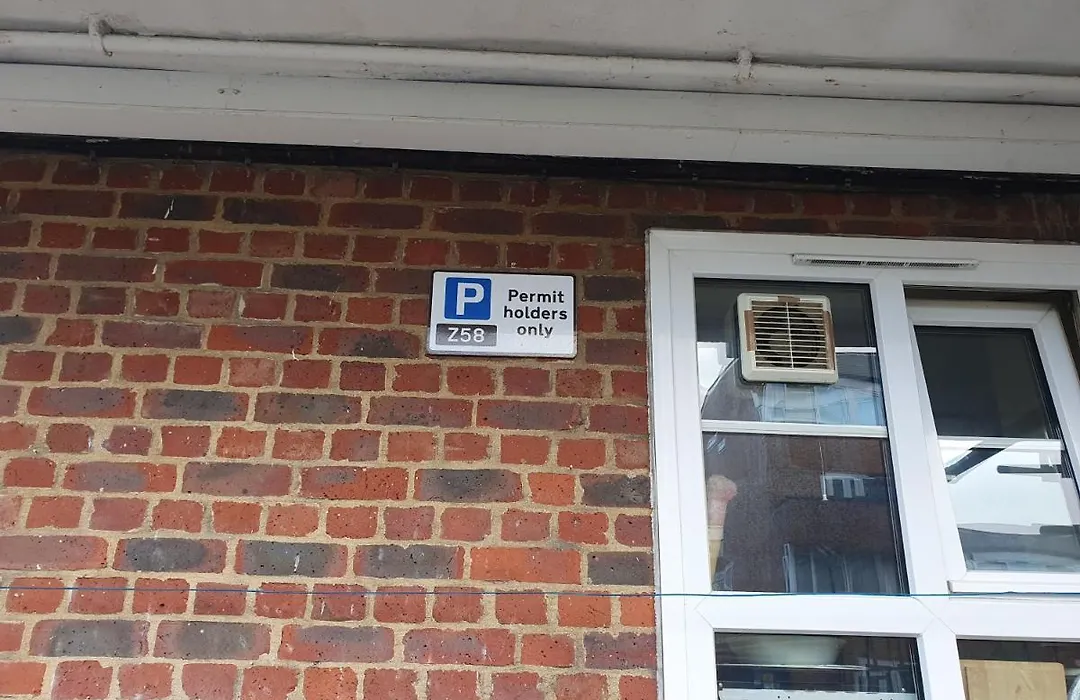 P
Z58
Permit
holders
only